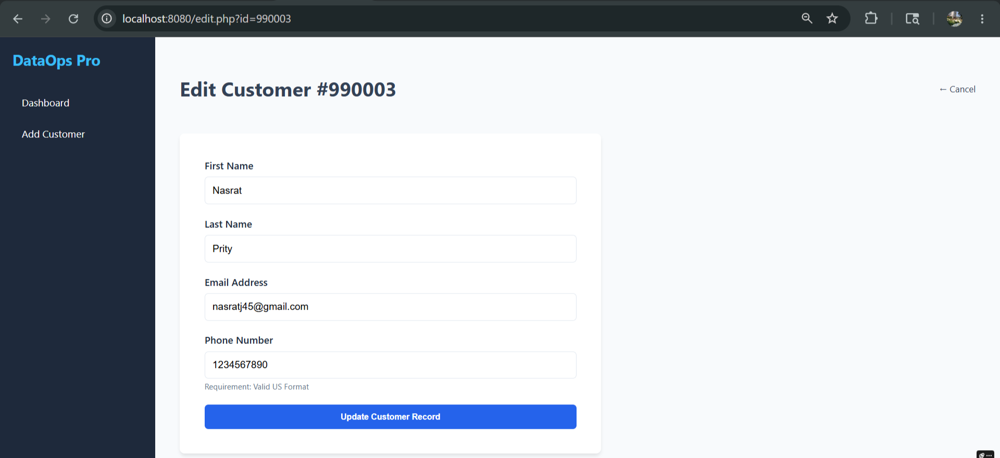 localhost:8080/edit.php?id=990003
DataOps Pro
Dashboard
Add Customer
Edit Customer #990003
← Cancel
First Name
Nasrat
Last Name
Prity
Email Address
nasratj45@gmail.com
Phone Number
1234567890
Requirement: Valid US Format
Update Customer Record